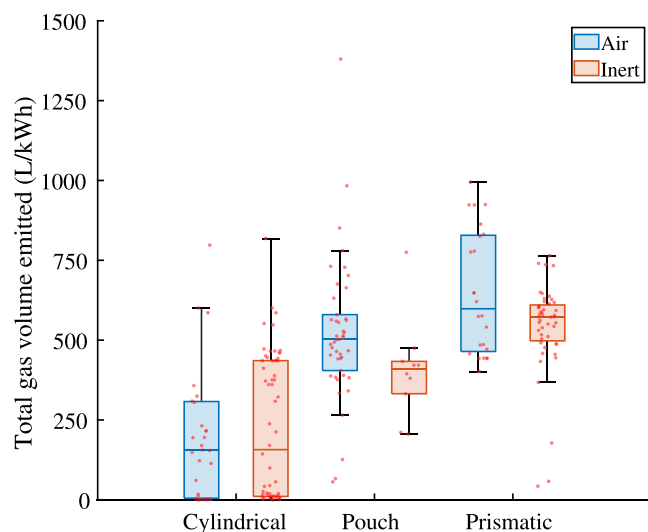 1500
1250
1000
750
500
250
0
Total gas volume emitted (L/kWh)
Air
Inert
Cylindrical
Pouch
Prismatic